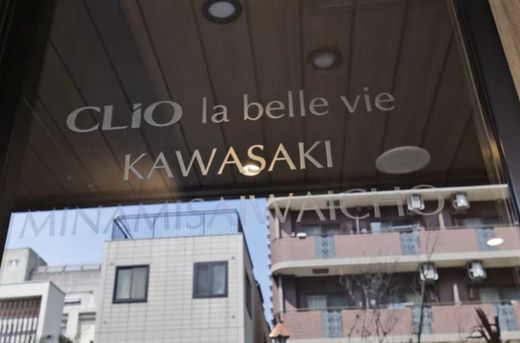 CLiO la belle vie
KAWASAKI
MINAMISAIWAICHO